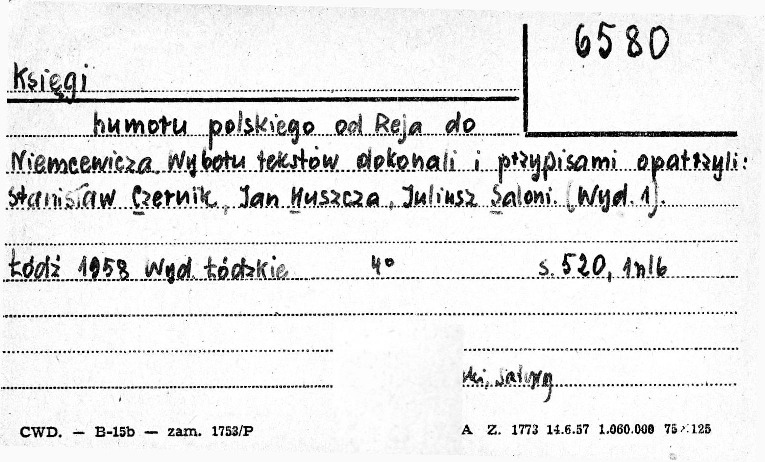 6580
Księgi
humoru polskiego od Reja do
Niemcewicza. Wyboru tekstów dokonali i przypisami opatrzyli:
Stanisław Czernik, Jan Huszcza, Juliusz Saloni. (Wyd. 1).
Łódź 1958 Wyd. Łódzkie 4° s. 520, 1nlb
CWD. — B-15b — zam. 1753/P A Z. 1773 14.6.57 1.060.000 75×125